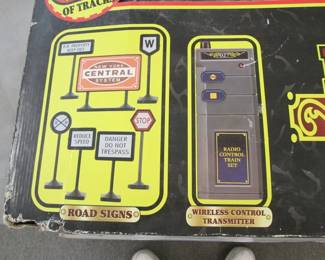 OF TRACK
W
NEW YORK
CENTRAL
SYSTEM
STOP
REDUCE
SPEED
DANGER
DO NOT
TRESPASS
ROAD SIGNS
RADIO
CONTROL
TRAIN
SET
WIRELESS CONTROL
TRANSMITTER